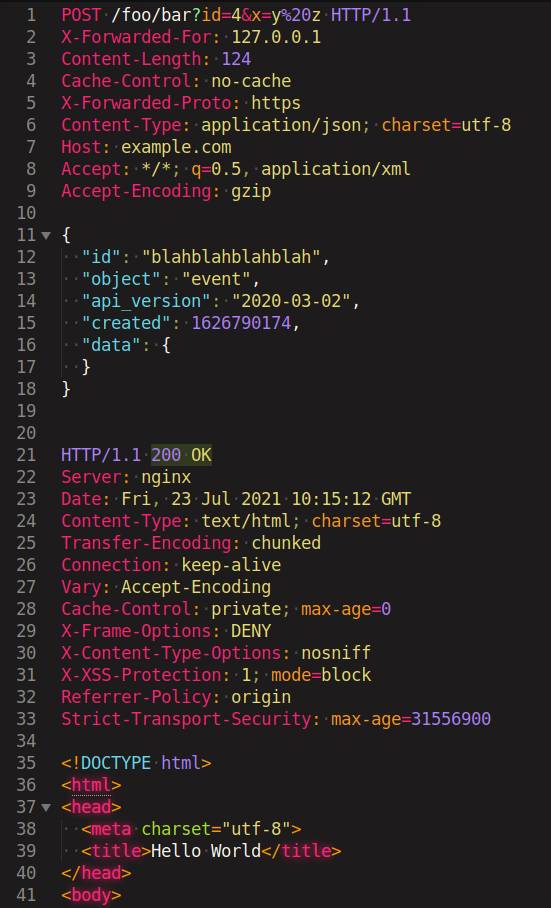 1 POST /foo/bar?id=4&x=y%20z HTTP/1.1
2 X-Forwarded-For: 127.0.0.1
3 Content-Length: 124
4 Cache-Control: no-cache
5 X-Forwarded-Proto: https
6 Content-Type: application/json; charset=utf-8
7 Host: example.com
8 Accept: */*; q=0.5, application/xml
9 Accept-Encoding: gzip
10
11 {
12   "id": "blahblahblahblah",
13   "object": "event",
14   "api_version": "2020-03-02",
15   "created": 1626790174,
16   "data": {
17   }
18 }
19
20
21 HTTP/1.1 200 OK
22 Server: nginx
23 Date: Fri, 23 Jul 2021 10:15:12 GMT
24 Content-Type: text/html; charset=utf-8
25 Transfer-Encoding: chunked
26 Connection: keep-alive
27 Vary: Accept-Encoding
28 Cache-Control: private; max-age=0
29 X-Frame-Options: DENY
30 X-Content-Type-Options: nosniff
31 X-XSS-Protection: 1; mode=block
32 Referrer-Policy: origin
33 Strict-Transport-Security: max-age=31556900
34
35 <!DOCTYPE html>
36 <html>
37 <head>
38   <meta charset="utf-8">
39   <title>Hello World</title>
40 </head>
41 <body>